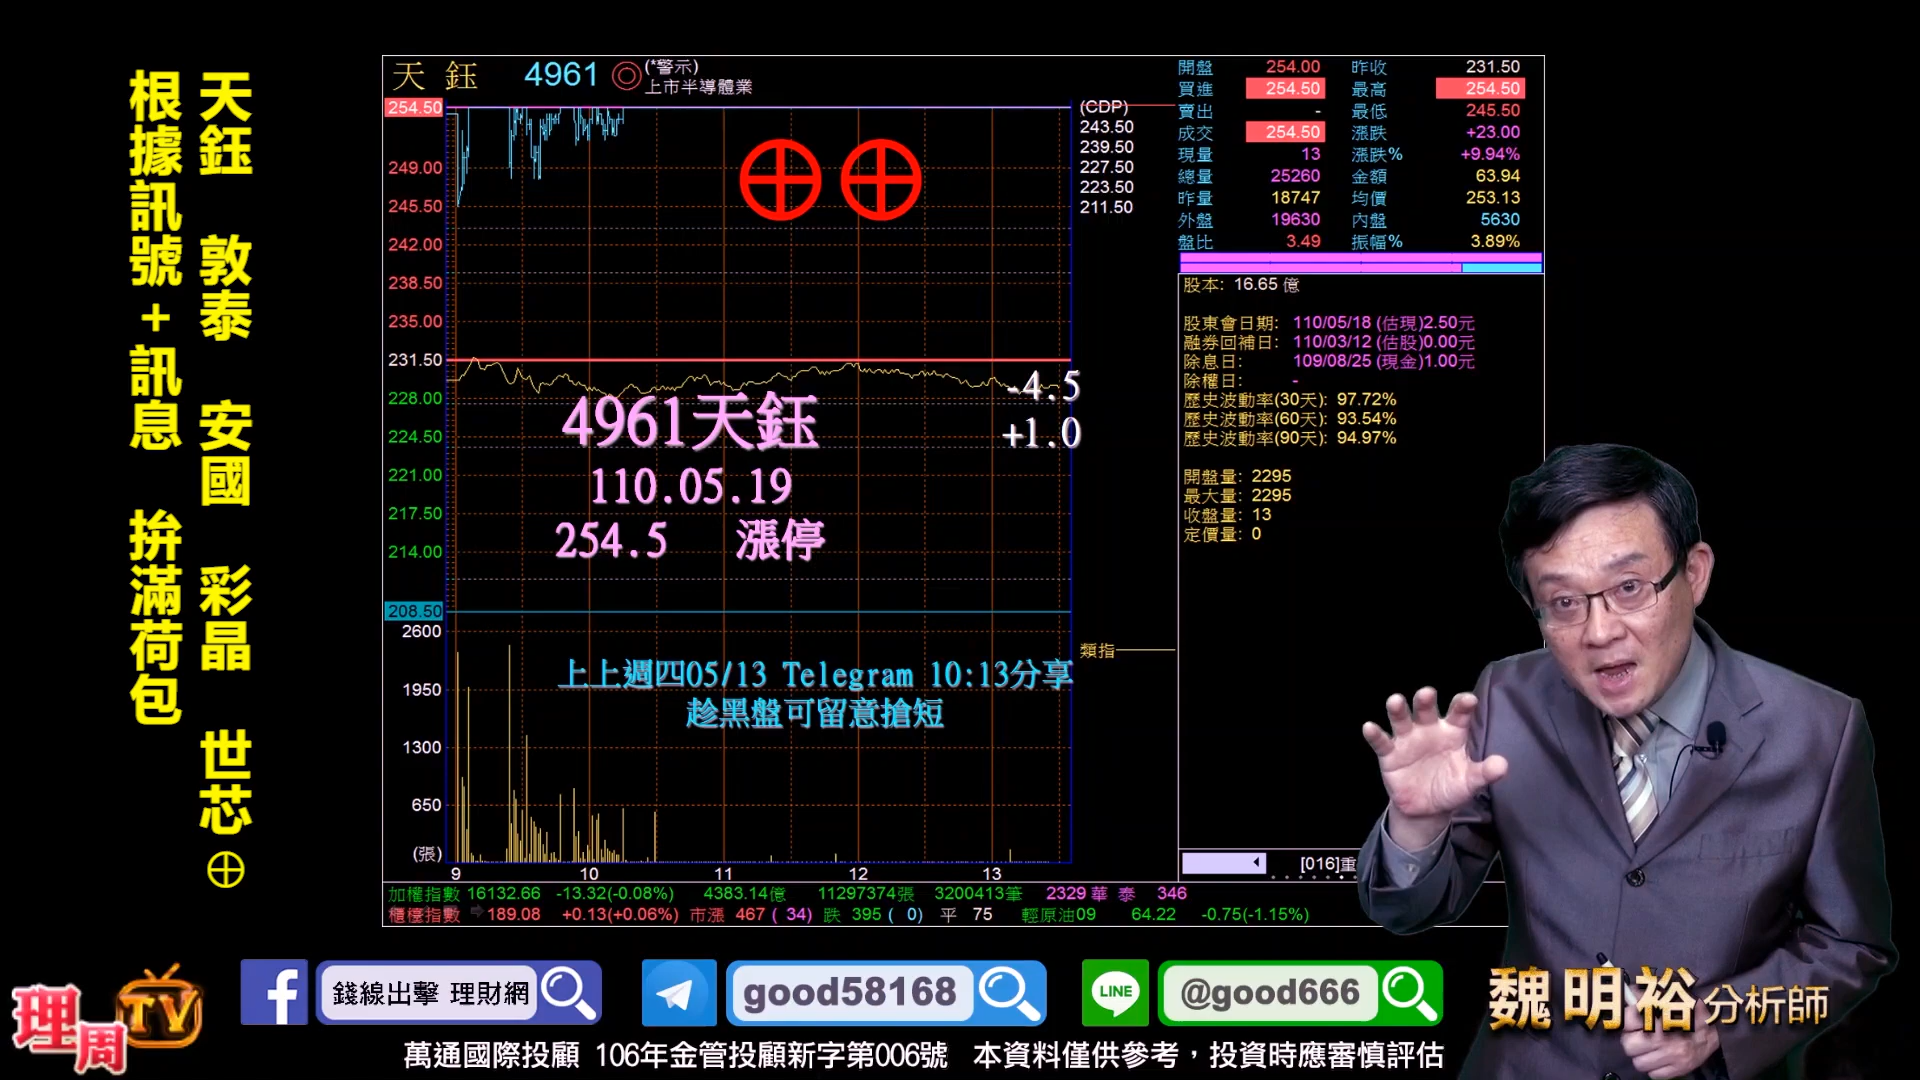 天鈺 敦泰 安國 彩晶 世芯⊕
根據訊號+訊息 拚滿荷包
天鈺 4961 ◎ (*警示)
上市半導體業
254.50
249.00
245.50
242.00
238.50
235.00
231.50
228.00
224.50
221.00
217.50
214.00
208.50
2600
1950
1300
650
(張)
9 10 11 12 13
(CDP)
243.50
239.50
227.50
223.50
211.50
-4.5
+1.0
4961天鈺
110.05.19
254.5 漲停
上上週四05/13 Telegram 10:13分享
趁黑盤可留意搶短
類指
開盤 254.00 昨收 231.50
買進 254.50 最高 254.50
賣出 - 最低 245.50
成交 254.50 漲跌 +23.00
現量 13 漲跌% +9.94%
總量 25260 金額 63.94
昨量 18747 均價 253.13
外盤 19630 內盤 5630
盤比 3.49 振幅% 3.89%
股本: 16.65 億
股東會日期: 110/05/18 (估現)2.50元
融券回補日: 110/03/12 (估股)0.00元
除息日: 109/08/25 (現金)1.00元
除權日: -
歷史波動率(30天): 97.72%
歷史波動率(60天): 93.54%
歷史波動率(90天): 94.97%
開盤量: 2295
最大量: 2295
收盤量: 13
定價量: 0
[016]重
加權指數 16132.66 -13.32(-0.08%) 4383.14億 11297374張 3200413筆 2329 華泰 346
櫃檯指數 189.08 +0.13(+0.06%) 市漲 467 ( 34) 跌 395 ( 0) 平 75 輕原油09 64.22 -0.75(-1.15%)
理周TV
f 錢線出擊 理財網
good58168
LINE @good666
魏明裕分析師
萬通國際投顧 106年金管投顧新字第006號 本資料僅供參考，投資時應審慎評估